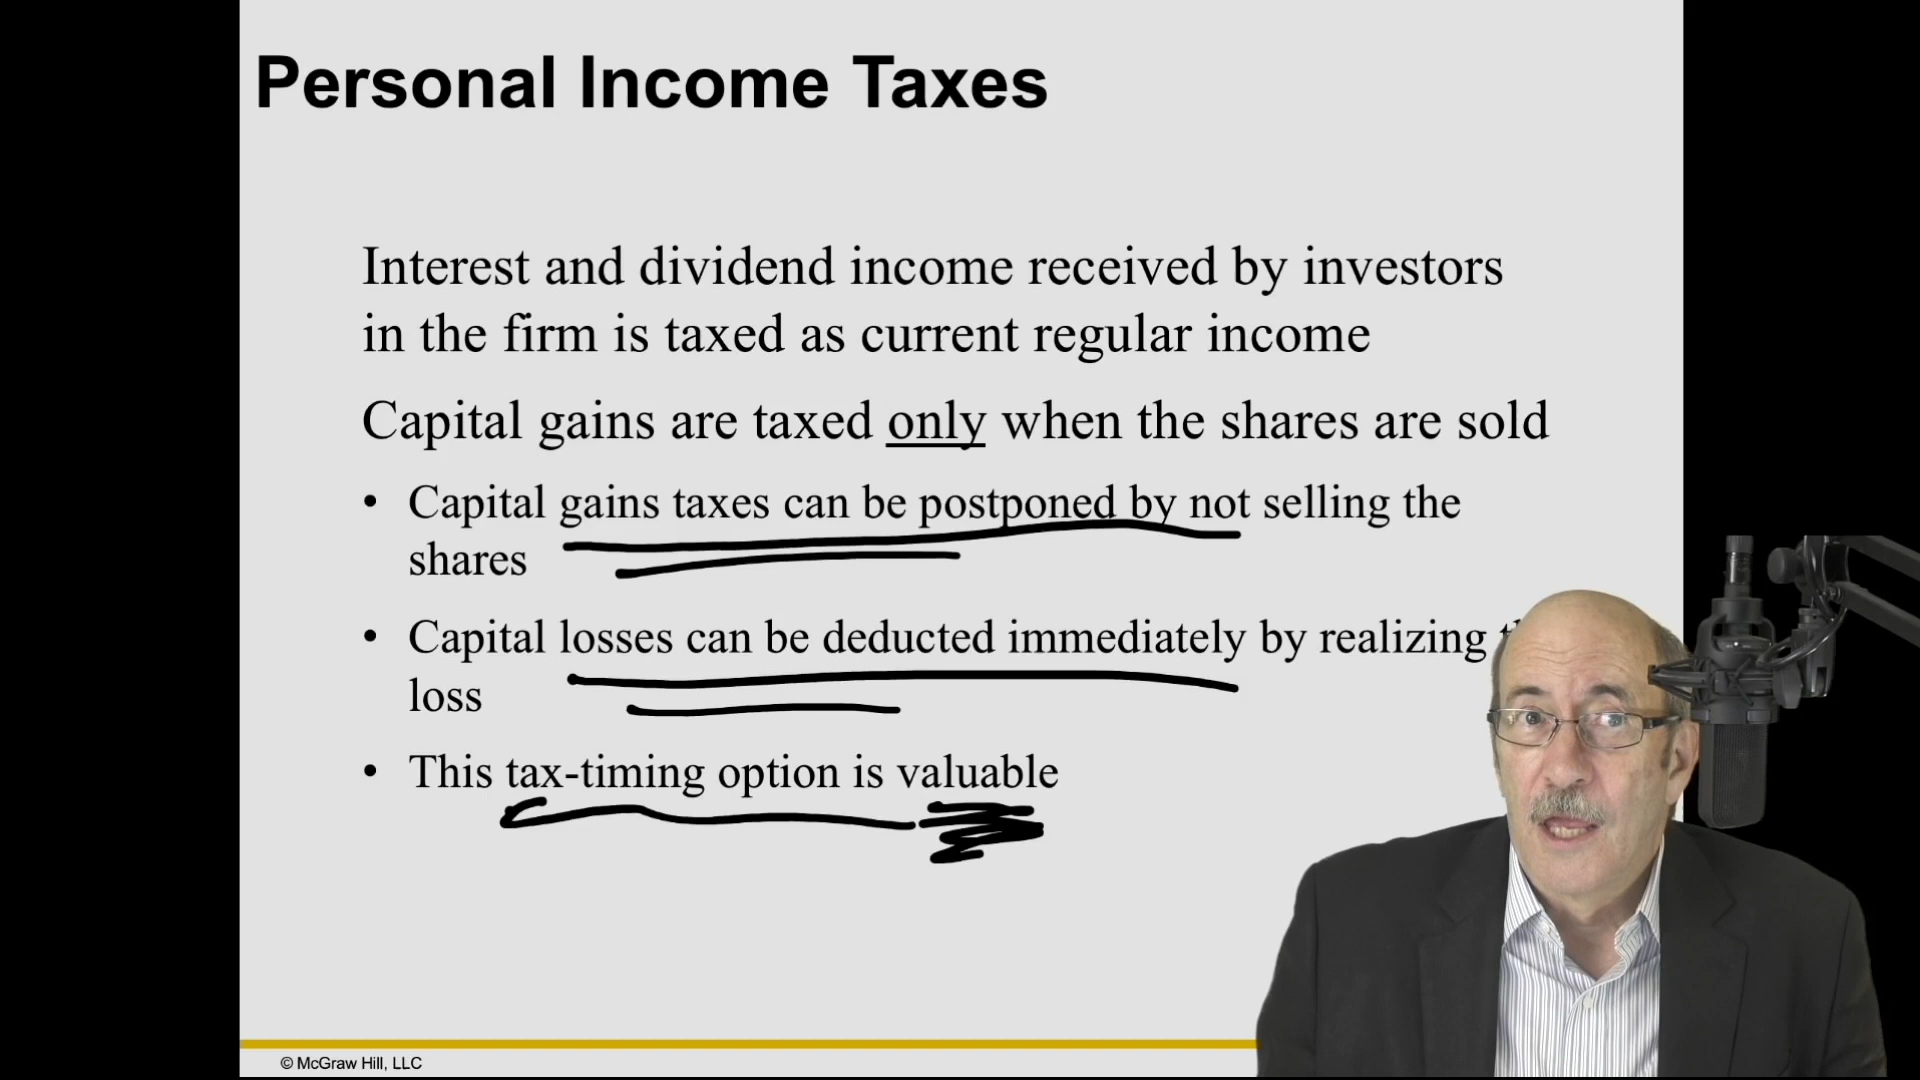 Personal Income Taxes
Interest and dividend income received by investors
in the firm is taxed as current regular income
Capital gains are taxed only when the shares are sold
• Capital gains taxes can be postponed by not selling the
shares
• Capital losses can be deducted immediately by realizing
loss
• This tax-timing option is valuable
© McGraw Hill, LLC